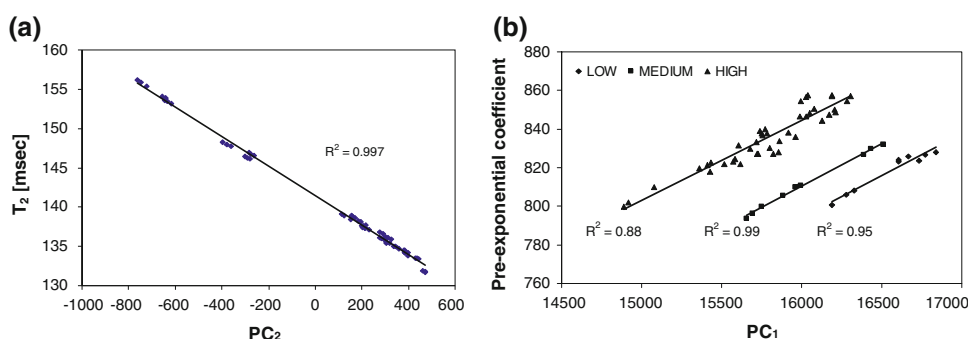 (a)
160
155
150
145
140
135
130
T2 [msec]
R2 = 0.997
-1000 -800 -600 -400 -200 0 200 400 600
PC2
(b)
880
860
840
820
800
780
760
Pre-exponential coefficient
LOW MEDIUM HIGH
R2 = 0.88 R2 = 0.99 R2 = 0.95
14500 15000 15500 16000 16500 17000
PC1